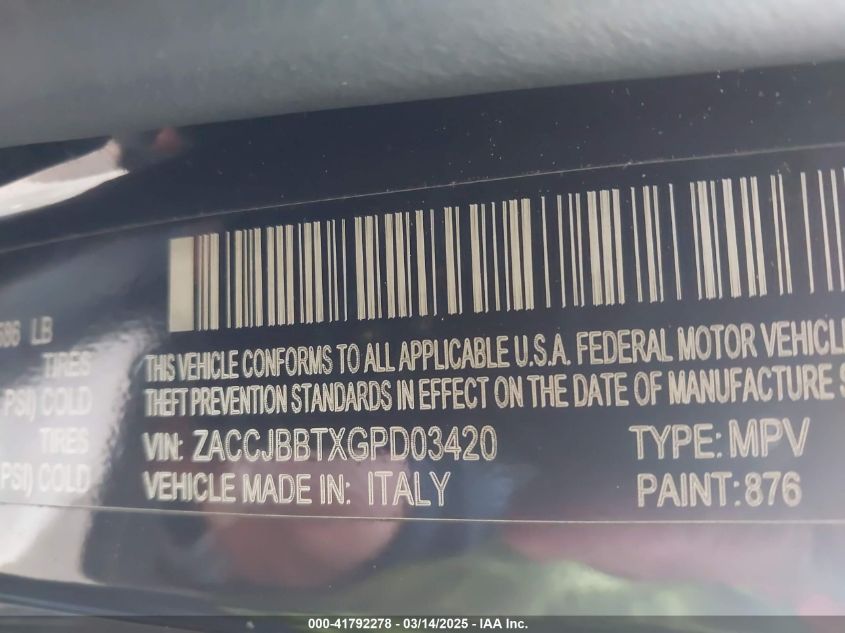 586 LB
TIRES
PSI) COLD
TIRES
PSI) COLD
THIS VEHICLE CONFORMS TO ALL APPLICABLE U.S.A. FEDERAL MOTOR VEHICLE
THEFT PREVENTION STANDARDS IN EFFECT ON THE DATE OF MANUFACTURE
VIN: ZACCJBBTXGPD03420 TYPE: MPV
VEHICLE MADE IN: ITALY PAINT: 876
000-41792278 - 03/14/2025 - IAA Inc.